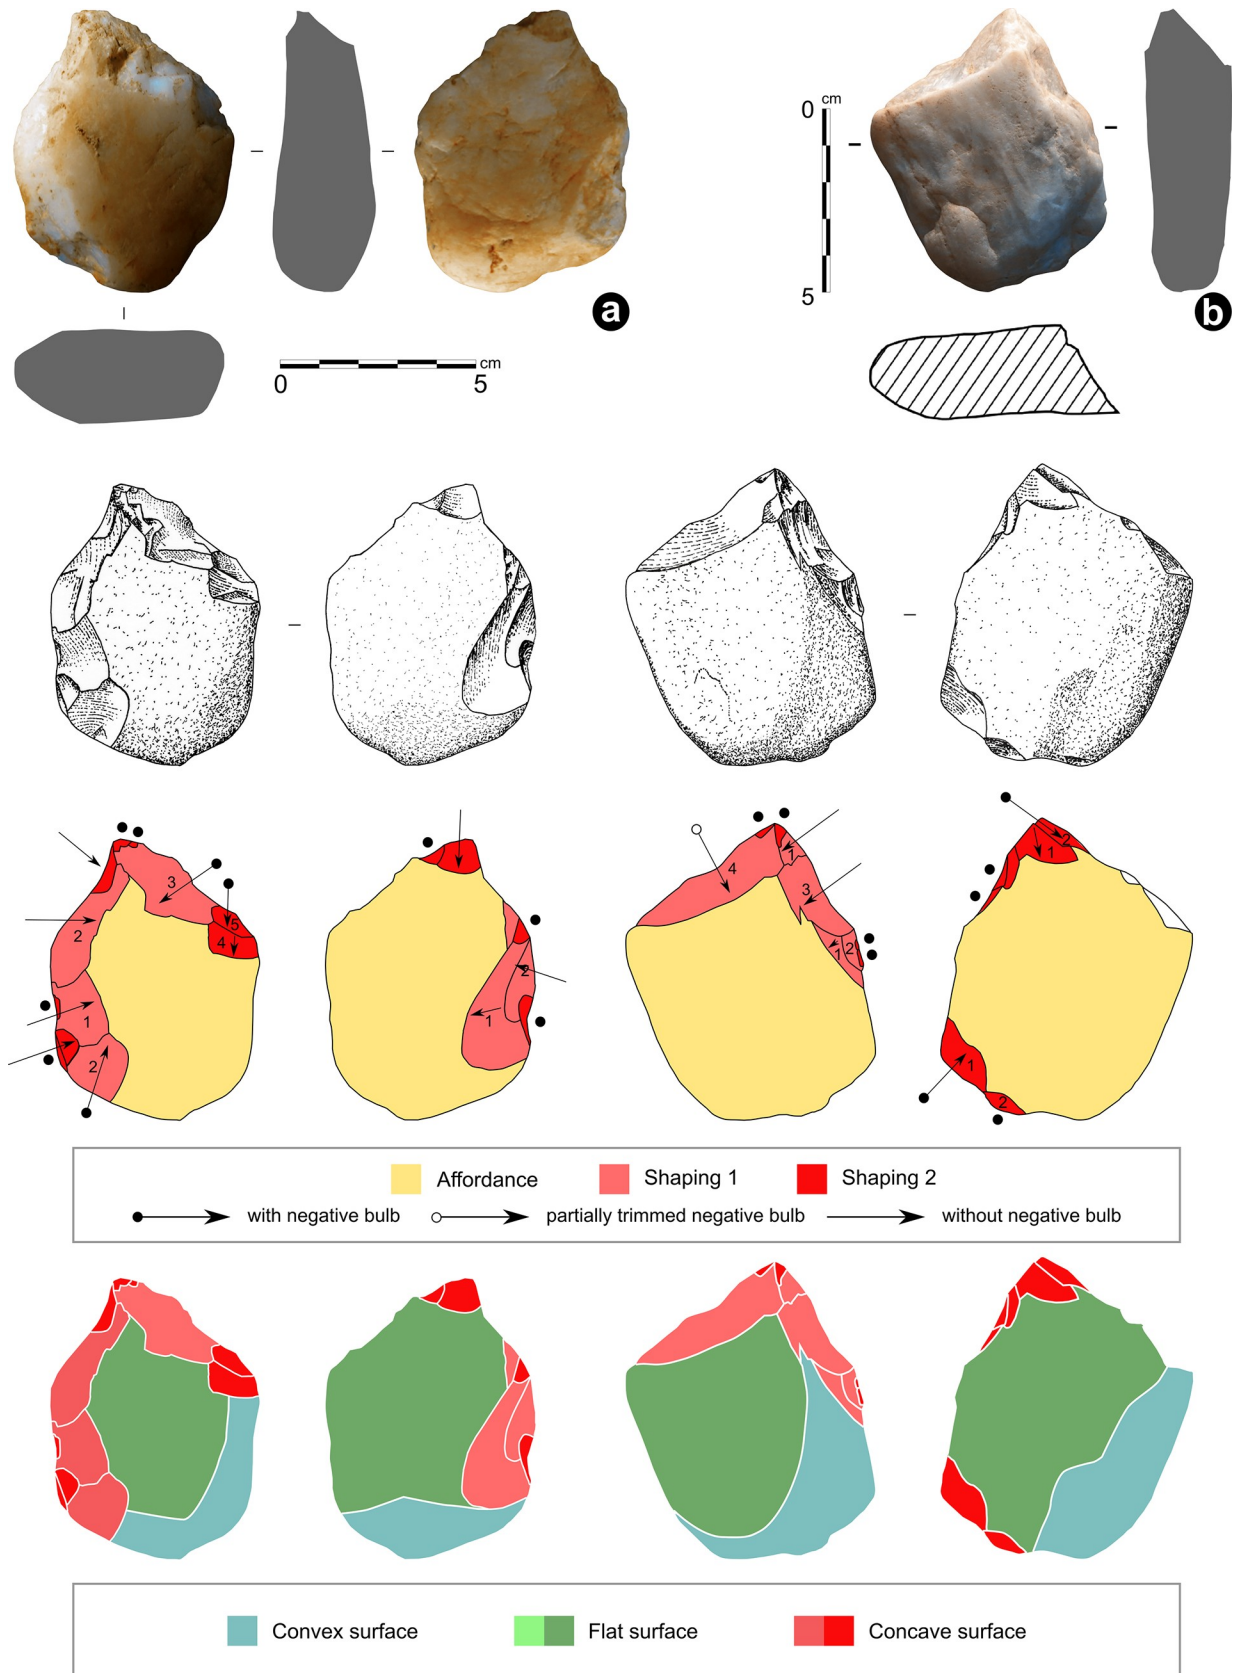 cm
0
5
a
0
5
cm
b
3
5
4
2
1
2
2
1
4
1
3
1
2
2
1
1
2
Affordance
Shaping 1
Shaping 2
with negative bulb
partially trimmed negative bulb
without negative bulb
Convex surface
Flat surface
Concave surface